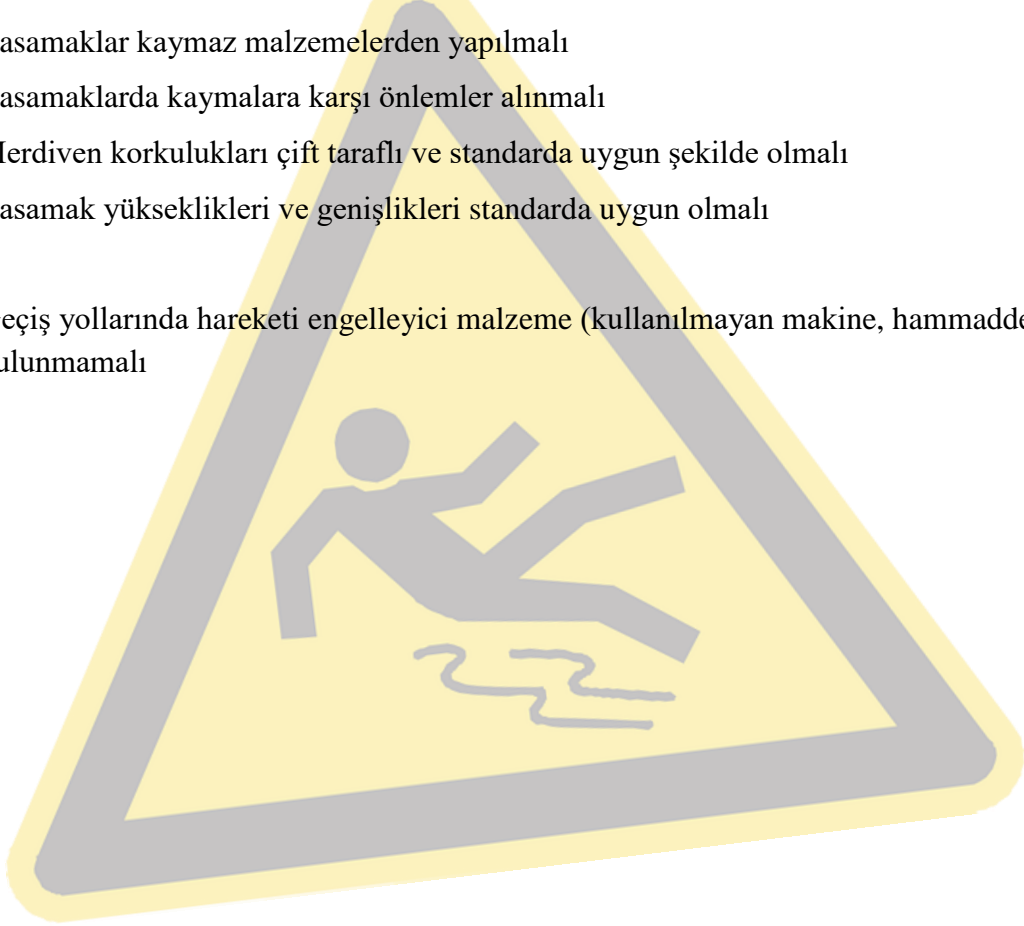 asamaklar kaymaz malzemelerden yapılmalı
asamaklarda kaymalara karşı önlemler alınmalı
erdiven korkulukları çift taraflı ve standarda uygun şekilde olmalı
asamak yükseklikleri ve genişlikleri standarda uygun olmalı
eçiş yollarında hareketi engelleyici malzeme (kullanılmayan makine, hammadde
ulunmamalı